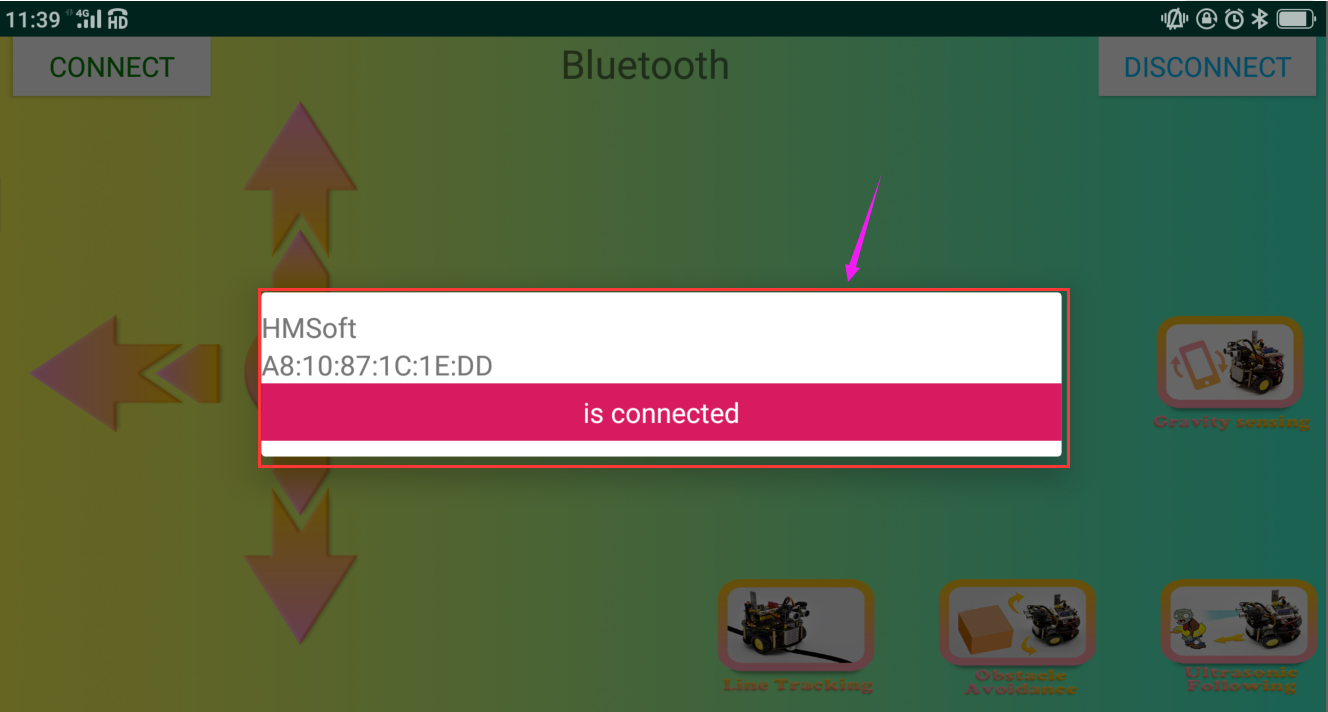 11:39 4G HD
CONNECT
Bluetooth
DISCONNECT
HMSoft
A8:10:87:1C:1E:DD
is connected
Gravity sensing
Line Tracking
Obstacle
Avoidance
Ultrasonic
Following